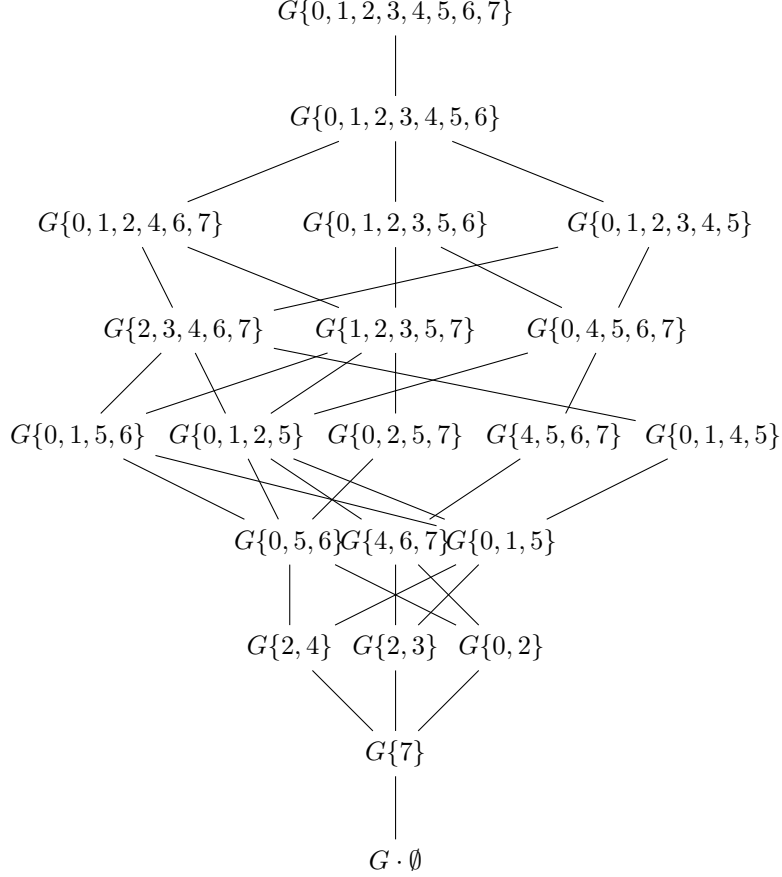 G{0, 1, 2, 3, 4, 5, 6, 7}
G{0, 1, 2, 3, 4, 5, 6}
G{0, 1, 2, 4, 6, 7} G{0, 1, 2, 3, 5, 6} G{0, 1, 2, 3, 4, 5}
G{2, 3, 4, 6, 7} G{1, 2, 3, 5, 7} G{0, 4, 5, 6, 7}
G{0, 1, 5, 6} G{0, 1, 2, 5} G{0, 2, 5, 7} G{4, 5, 6, 7} G{0, 1, 4, 5}
G{0, 5, 6} G{4, 6, 7} G{0, 1, 5}
G{2, 4} G{2, 3} G{0, 2}
G{7}
G · ∅